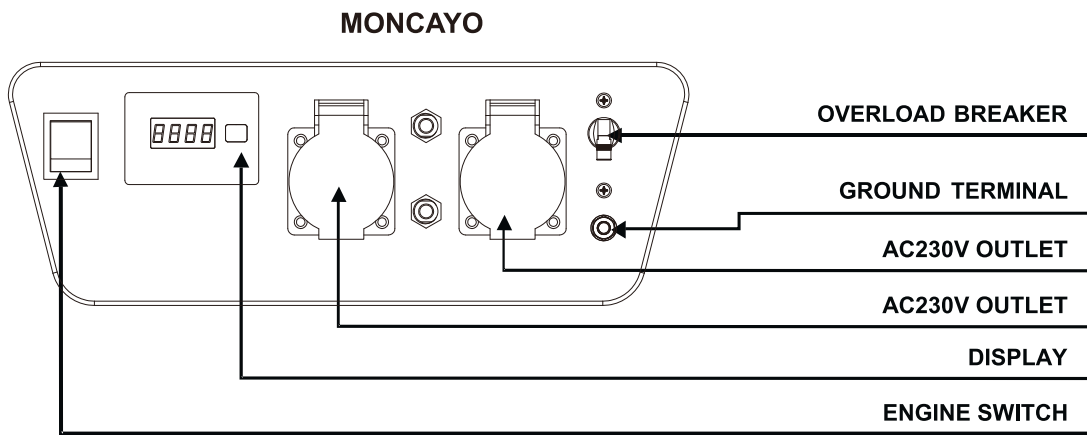 MONCAYO
8888
OVERLOAD BREAKER
GROUND TERMINAL
AC230V OUTLET
AC230V OUTLET
DISPLAY
ENGINE SWITCH